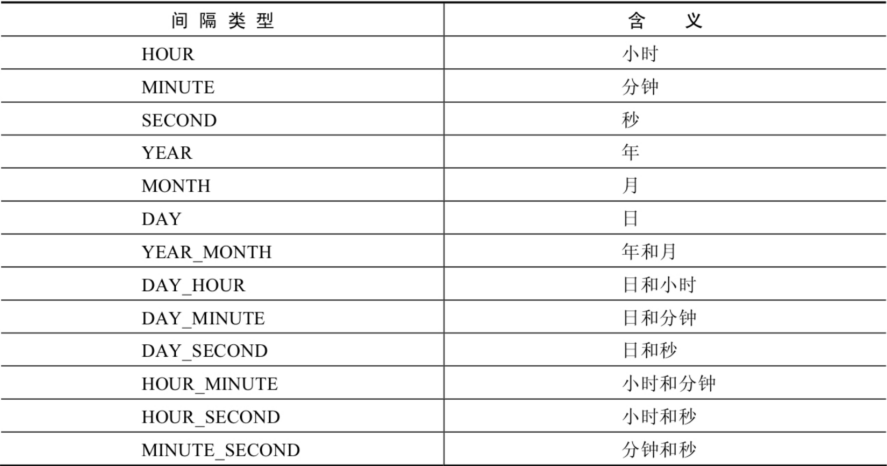 间隔类型 含义
HOUR 小时
MINUTE 分钟
SECOND 秒
YEAR 年
MONTH 月
DAY 日
YEAR_MONTH 年和月
DAY_HOUR 日和小时
DAY_MINUTE 日和分钟
DAY_SECOND 日和秒
HOUR_MINUTE 小时和分钟
HOUR_SECOND 小时和秒
MINUTE_SECOND 分钟和秒